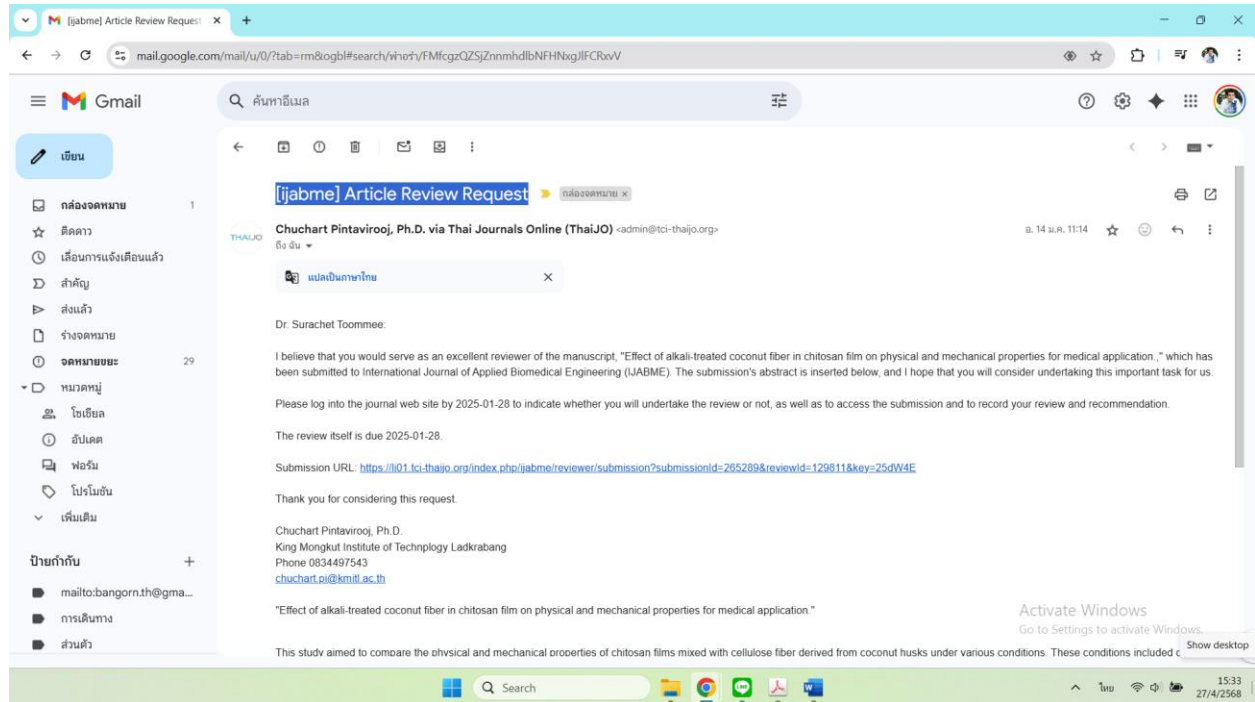 [ijabme] Article Review Request
mail.google.com/mail/u/0/?tab=rm&ogbl#search/ท่อท่า/FMfcgzQZSjZnnmhdlbNFHNxgJlFCRxvV
Gmail
ค้นหาอีเมล
เขียน
กล่องจดหมาย 1
ติดดาว
เลื่อนการแจ้งเตือนแล้ว
สำคัญ
ส่งแล้ว
ร่างจดหมาย
จดหมายขยะ 29
หมวดหมู่
โซเชียล
อัปเดต
ฟอรัม
โปรโมชัน
เพิ่มเติม
ป้ายกำกับ
mailto:bangorn.th@gma...
การเดินทาง
ส่วนตัว
[ijabme] Article Review Request กล่องจดหมาย x
THAIJO
Chuchart Pintavirooj, Ph.D. via Thai Journals Online (ThaiJO) <admin@tci-thaijo.org>
อ. 14 ม.ค. 11:14
ถึง ฉัน
แปลเป็นภาษาไทย
Dr. Surachet Toommee:
I believe that you would serve as an excellent reviewer of the manuscript, "Effect of alkali-treated coconut fiber in chitosan film on physical and mechanical properties for medical application.," which has
been submitted to International Journal of Applied Biomedical Engineering (IJABME). The submission's abstract is inserted below, and I hope that you will consider undertaking this important task for us.
Please log into the journal web site by 2025-01-28 to indicate whether you will undertake the review or not, as well as to access the submission and to record your review and recommendation.
The review itself is due 2025-01-28.
Submission URL: https://li01.tci-thaijo.org/index.php/ijabme/reviewer/submission?submissionId=265289&reviewId=129811&key=25dW4E
Thank you for considering this request.
Chuchart Pintavirooj, Ph.D.
King Mongkut Institute of Technplogy Ladkrabang
Phone 0834497543
chuchart.pi@kmitl.ac.th
"Effect of alkali-treated coconut fiber in chitosan film on physical and mechanical properties for medical application."
This study aimed to compare the physical and mechanical properties of chitosan films mixed with cellulose fiber derived from coconut husks under various conditions. These conditions included
Activate Windows
Go to Settings to activate Windows.
Show desktop
Search
ไทย
15:33
27/4/2568